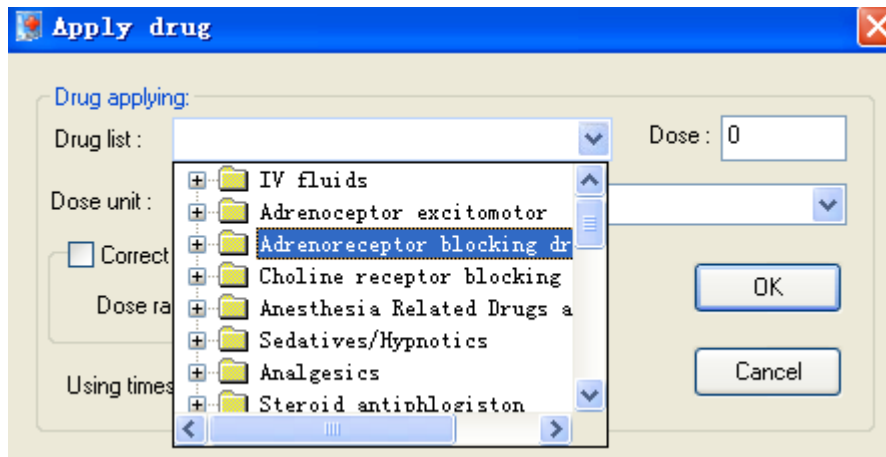 Apply drug
Drug applying:
Drug list :
Dose : 0
IV fluids
Dose unit :
Adrenoceptor excitomotor
Adrenoreceptor blocking dr
Correct
Choline receptor blocking
OK
Dose ra
Anesthesia Related Drugs a
Sedatives/Hypnotics
Using times
Analgesics
Cancel
Steroid antiphlogiston